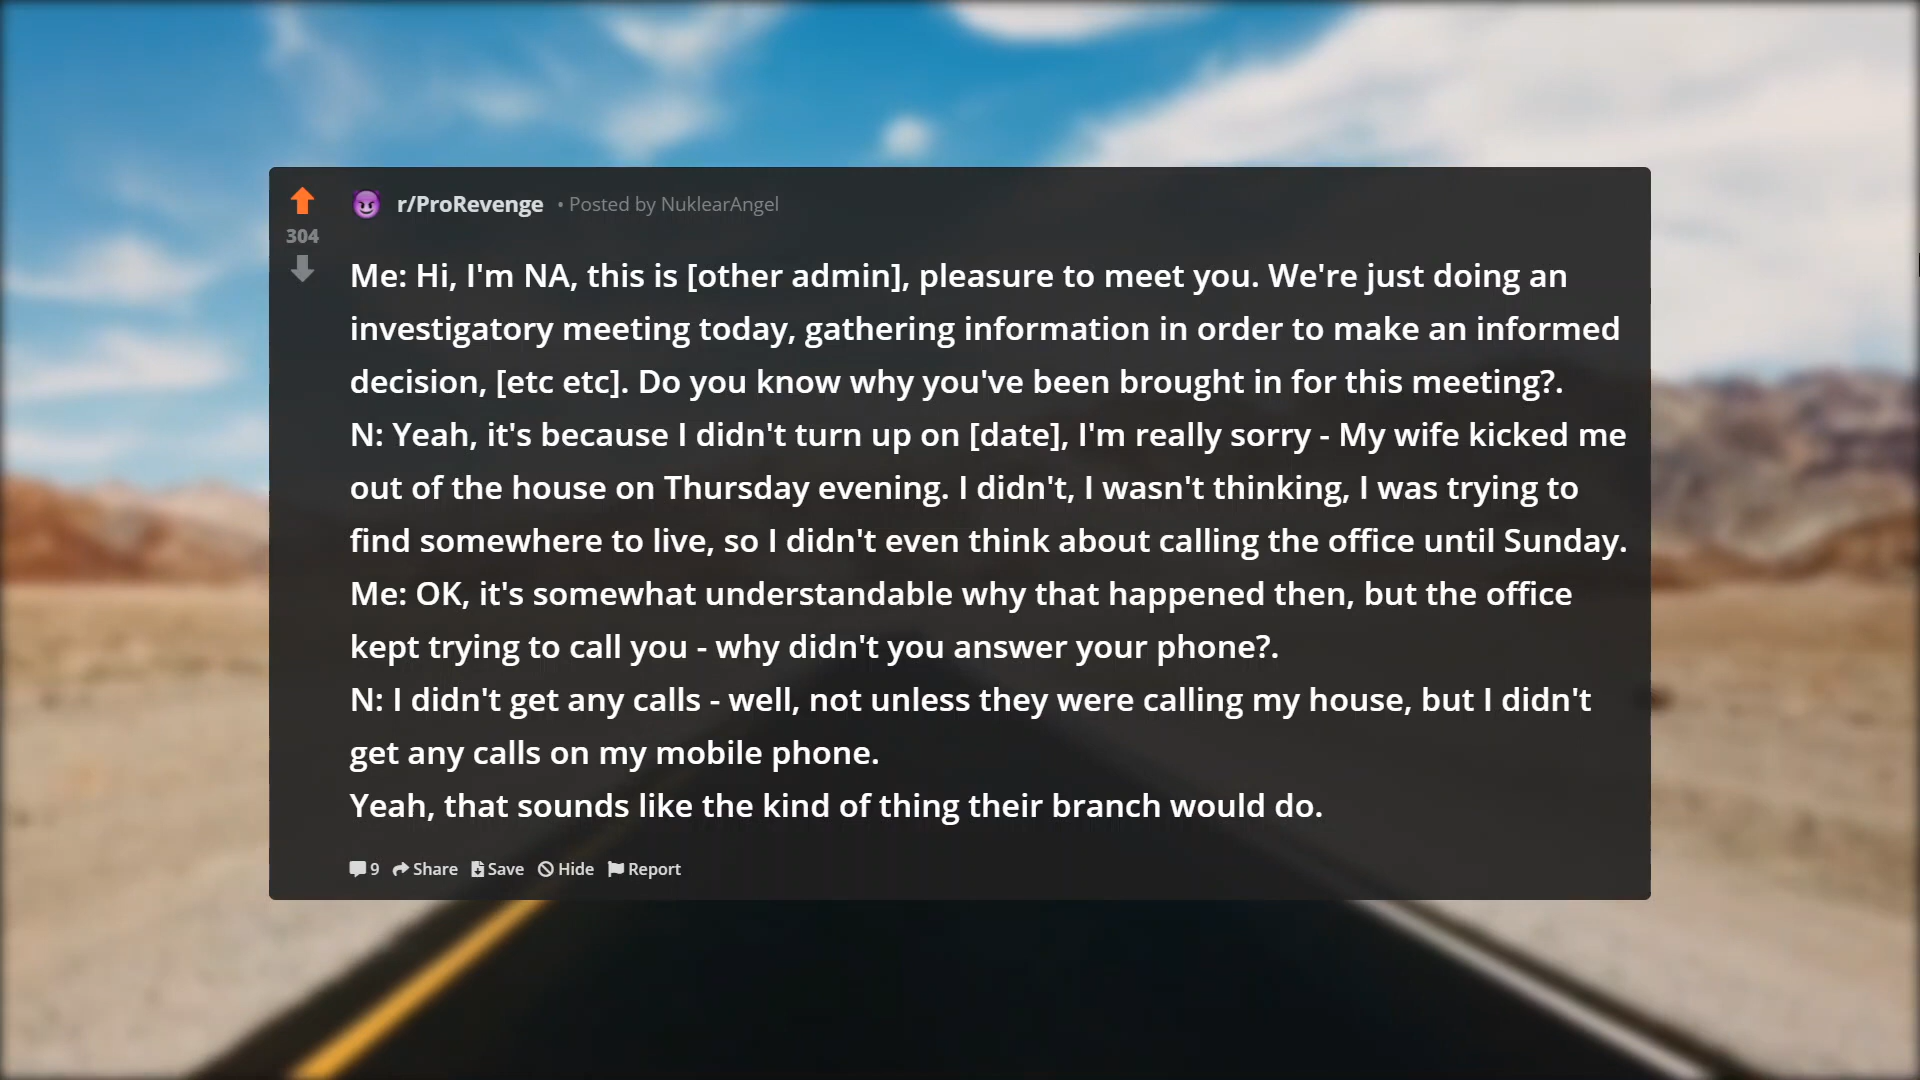 r/ProRevenge • Posted by NuklearAngel
304
Me: Hi, I'm NA, this is [other admin], pleasure to meet you. We're just doing an
investigatory meeting today, gathering information in order to make an informed
decision, [etc etc]. Do you know why you've been brought in for this meeting?.
N: Yeah, it's because I didn't turn up on [date], I'm really sorry - My wife kicked me
out of the house on Thursday evening. I didn't, I wasn't thinking, I was trying to
find somewhere to live, so I didn't even think about calling the office until Sunday.
Me: OK, it's somewhat understandable why that happened then, but the office
kept trying to call you - why didn't you answer your phone?.
N: I didn't get any calls - well, not unless they were calling my house, but I didn't
get any calls on my mobile phone.
Yeah, that sounds like the kind of thing their branch would do.
9 Share Save Hide Report